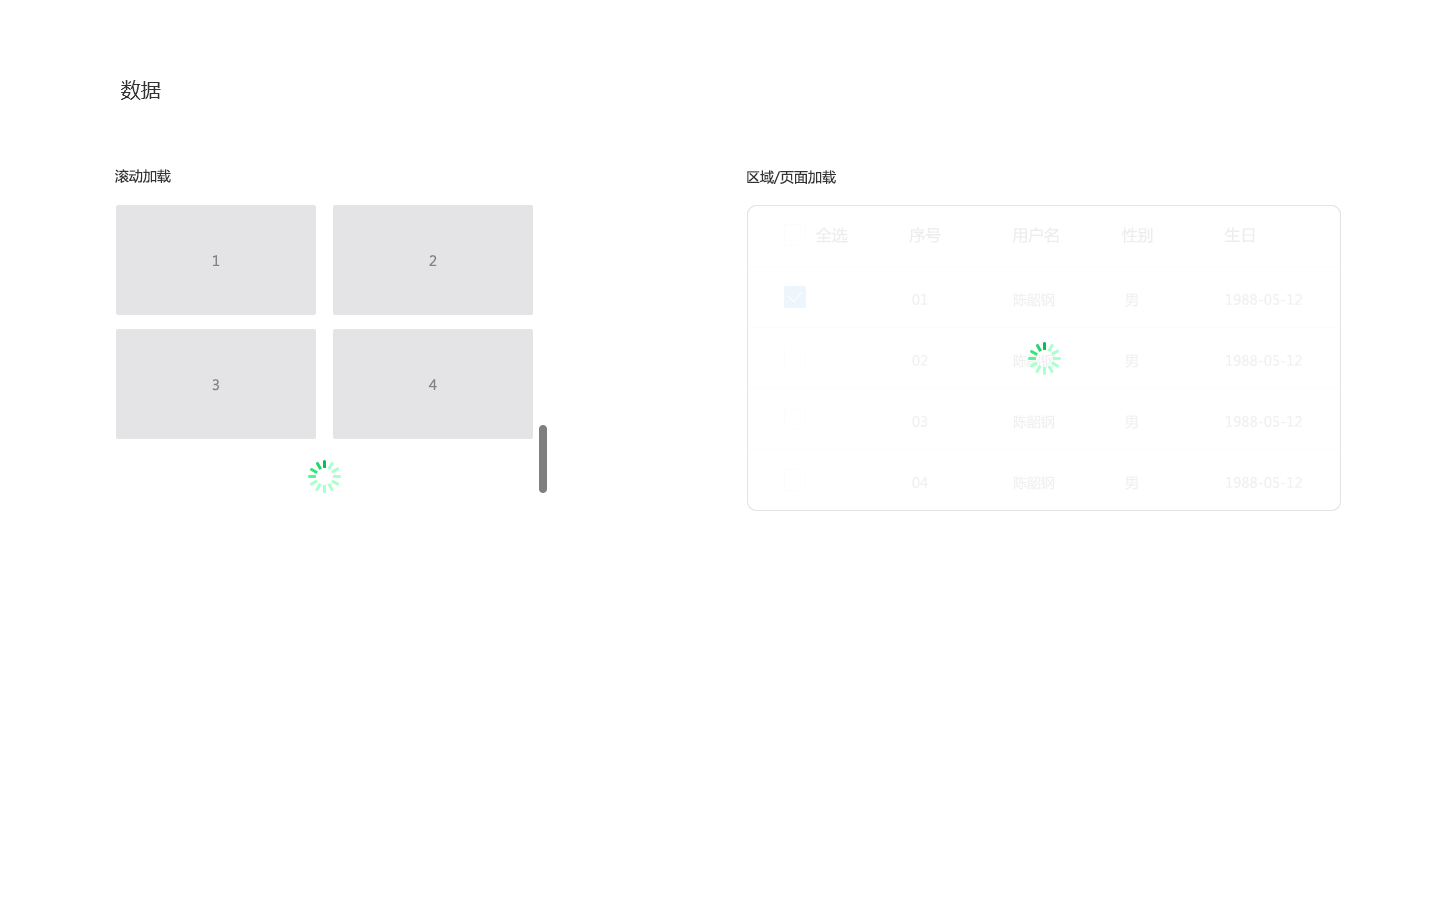 数据
滚动加载
1 2
3 4
区域/页面加载
全选 序号 用户名 性别 生日
01 陈韶钢 男 1988-05-12
02 陈 男 1988-05-12
03 陈韶钢 男 1988-05-12
04 陈韶钢 男 1988-05-12